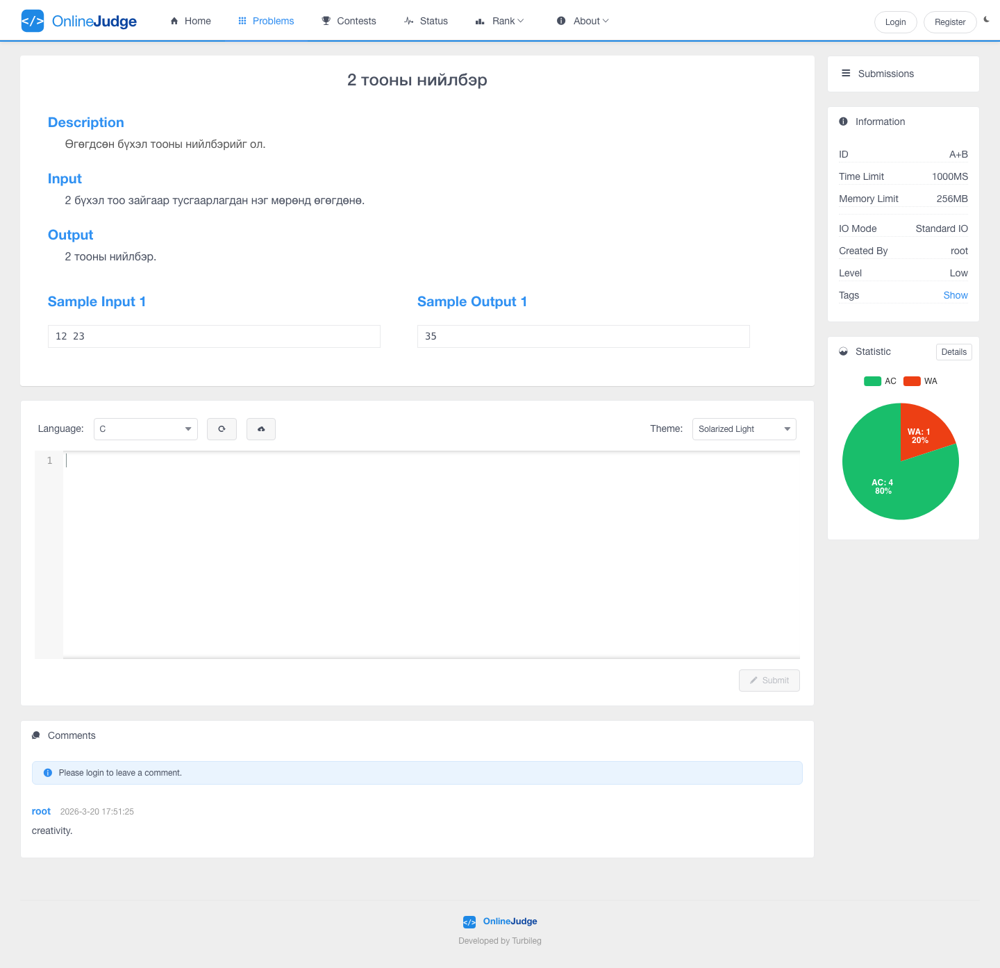 </> OnlineJudge
Home
Problems
Contests
Status
Rank
About
Login
Register
2 тооны нийлбэр
Description
Өгөгдсөн бүхэл тооны нийлбэрийг ол.
Input
2 бүхэл тоо зайгаар тусгаарлагдан нэг мөрөнд өгөгдөнө.
Output
2 тооны нийлбэр.
Sample Input 1
12 23
Sample Output 1
35
Language:
C
Theme:
Solarized Light
1
Submit
Comments
Please login to leave a comment.
root 2026-3-20 17:51:25
creativity.
Submissions
Information
ID A+B
Time Limit 1000MS
Memory Limit 256MB
IO Mode Standard IO
Created By root
Level Low
Tags Show
Statistic
Details
AC WA
WA: 1
20%
AC: 4
80%
</> OnlineJudge
Developed by Turbileg